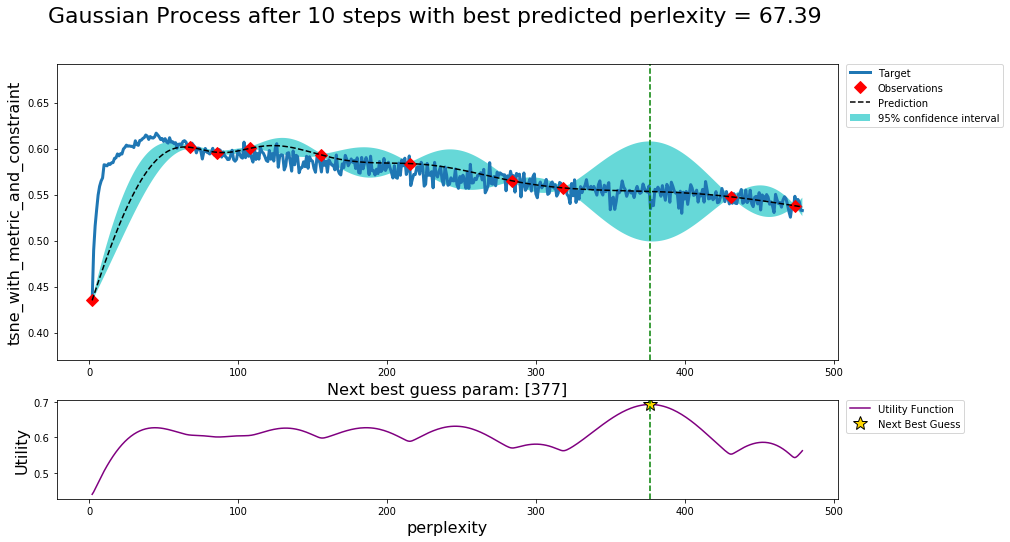 Gaussian Process after 10 steps with best predicted perlexity = 67.39
tsne_with_metric_and_constraint
0.65
0.60
0.55
0.50
0.45
0.40
0 100 200 300 400 500
Target
Observations
Prediction
95% confidence interval
Next best guess param: [377]
Utility
0.7
0.6
0.5
0 100 200 300 400 500
perplexity
Utility Function
Next Best Guess